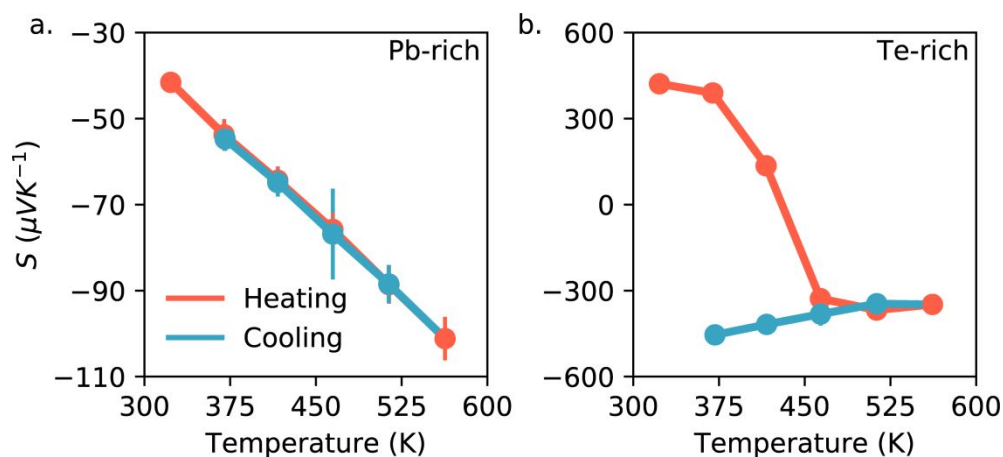 a.
Pb-rich
−30
−50
−70
−90
−110
S (μVK⁻¹)
Heating
Cooling
300 375 450 525 600
Temperature (K)
b.
Te-rich
600
300
0
−300
−600
300 375 450 525 600
Temperature (K)